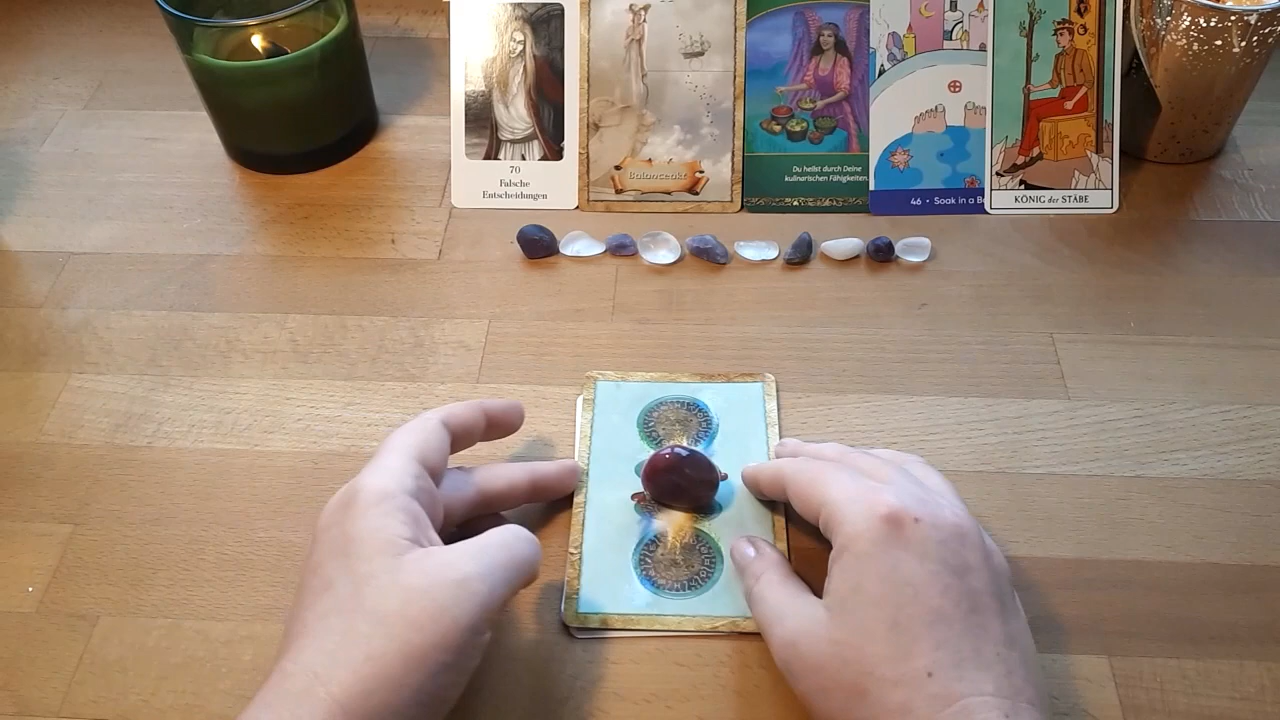 70
Falsche
Entscheidungen
Balanceakt
Du heilst durch Deine
kulinarischen Fähigkeiten.
46 • Soak in a B
KÖNIG der STÄBE